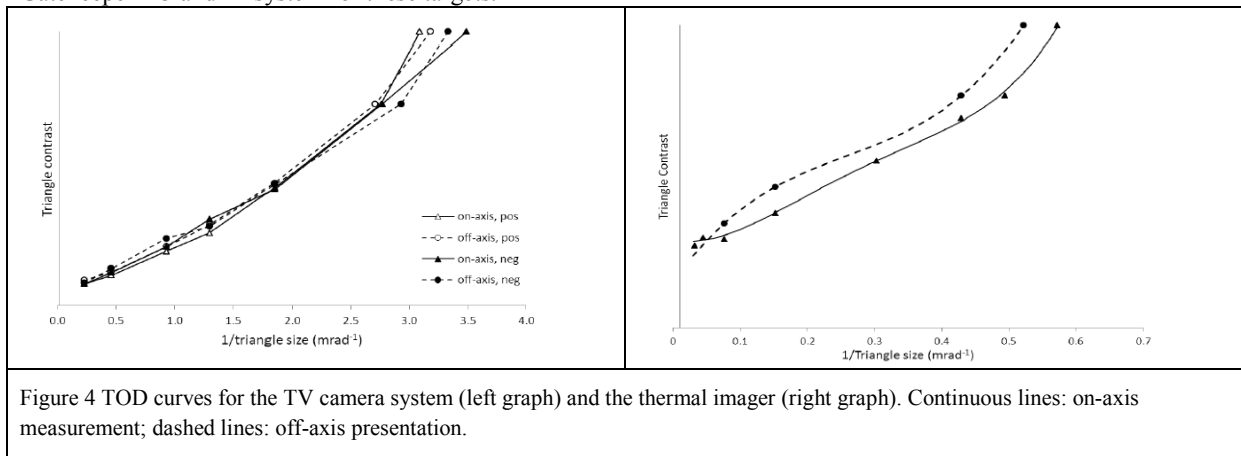 Triangle contrast
on-axis, pos
off-axis, pos
on-axis, neg
off-axis, neg
0.0 0.5 1.0 1.5 2.0 2.5 3.0 3.5 4.0
1/triangle size (mrad-1)
Triangle Contrast
0 0.1 0.2 0.3 0.4 0.5 0.6 0.7
1/Triangle size (mrad-1)
Figure 4 TOD curves for the TV camera system (left graph) and the thermal imager (right graph). Continuous lines: on-axis
measurement; dashed lines: off-axis presentation.